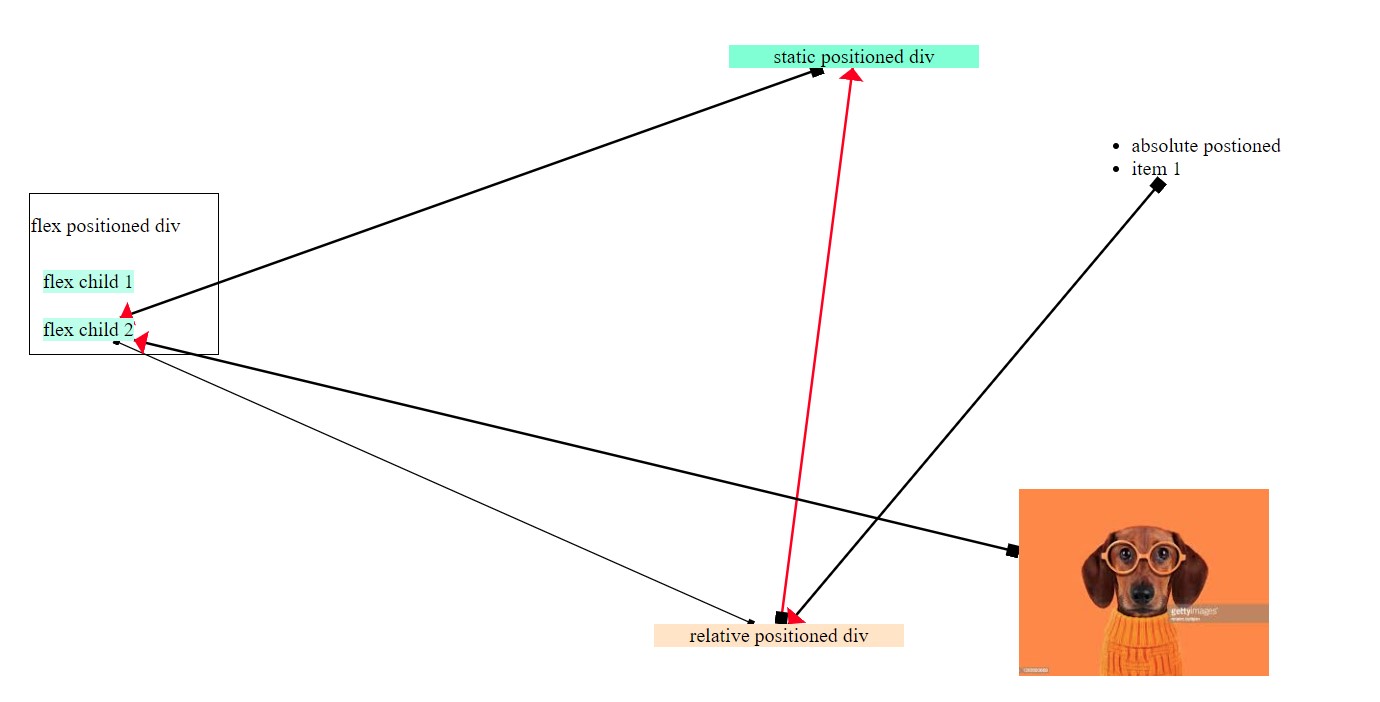 static positioned div
absolute postioned
item 1
flex positioned div
flex child 1
flex child 2
gettyimages
relative positioned div